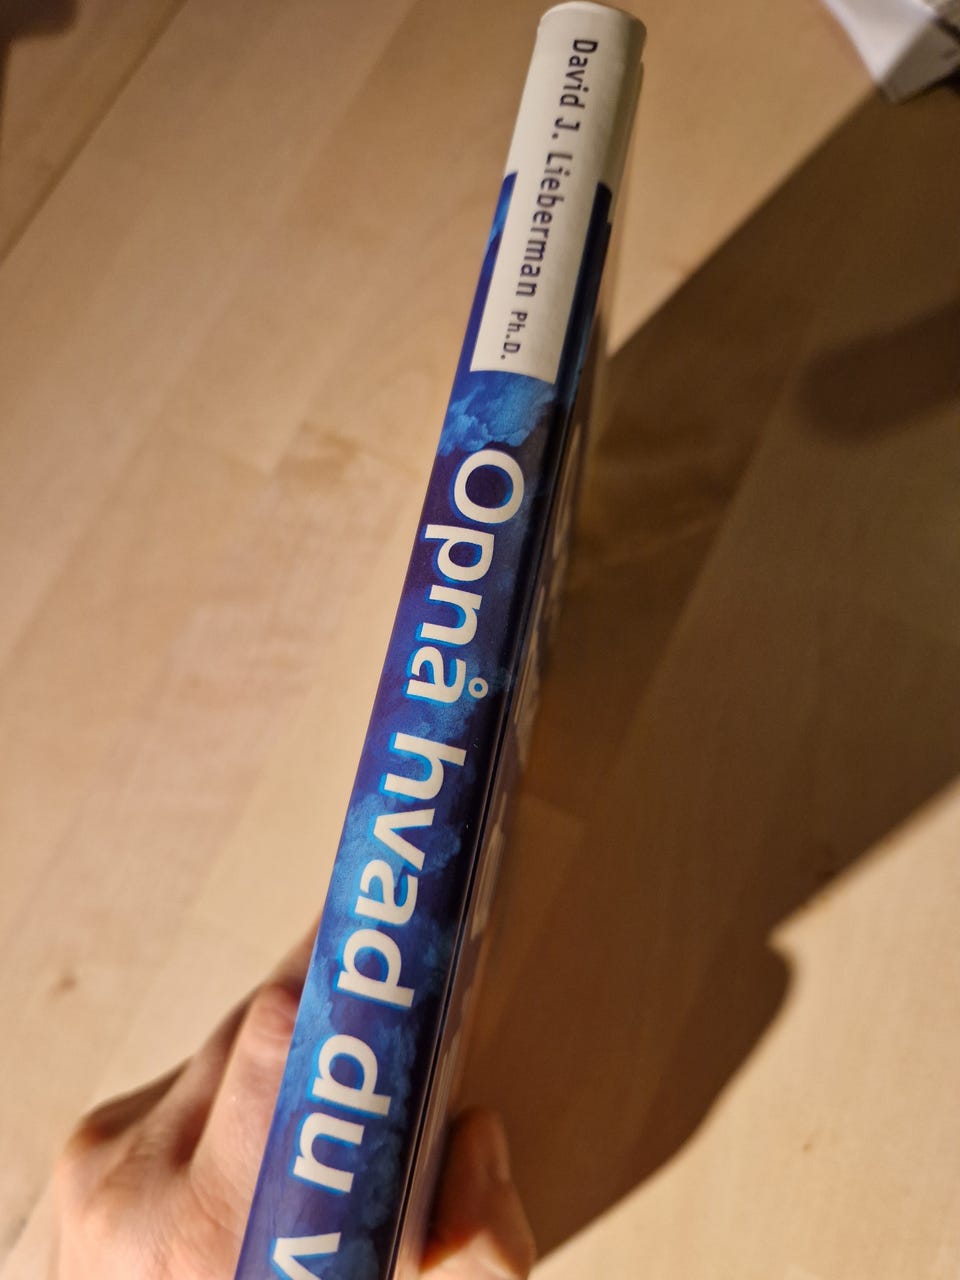 David J. Lieberman Ph.D.
Opnå hvad du v